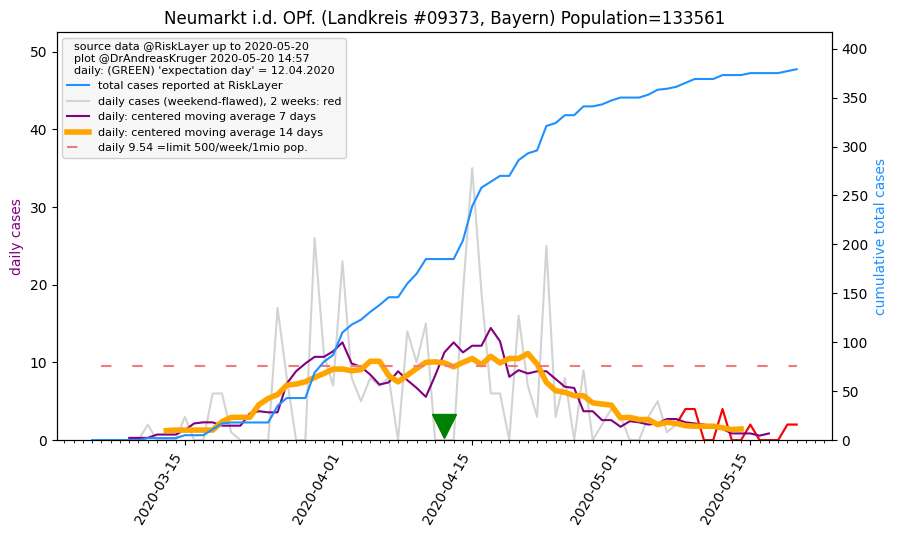 Neumarkt i.d. OPf. (Landkreis #09373, Bayern) Population=133561
source data @RiskLayer up to 2020-05-20
plot @DrAndreasKruger 2020-05-20 14:57
daily: (GREEN) 'expectation day' = 12.04.2020
total cases reported at RiskLayer
daily cases (weekend-flawed), 2 weeks: red
daily: centered moving average 7 days
daily: centered moving average 14 days
daily 9.54 =limit 500/week/1mio pop.
daily cases
50
40
30
20
10
0
cumulative total cases
400
350
300
250
200
150
100
50
0
2020-03-15
2020-04-01
2020-04-15
2020-05-01
2020-05-15